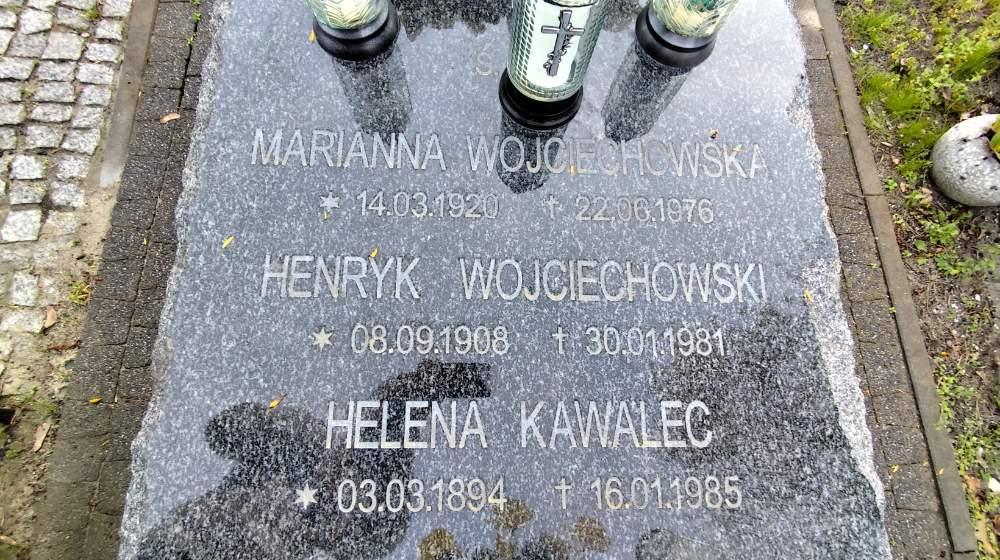 MARIANNA WOJCIECHOWSKA
* 14.03.1920 † 22.06.1976
HENRYK WOJCIECHOWSKI
* 08.09.1908 † 30.01.1981
HELENA KAWALEC
* 03.03.1894 † 16.01.1985